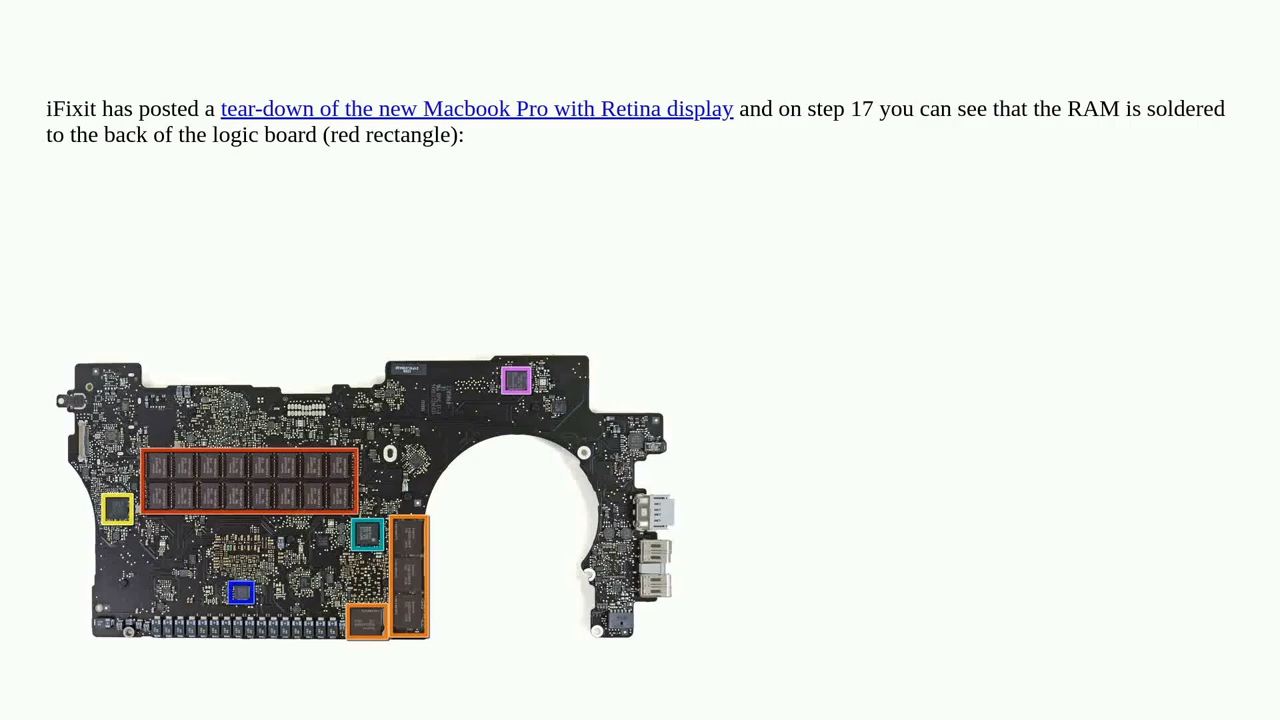 iFixit has posted a tear-down of the new Macbook Pro with Retina display and on step 17 you can see that the RAM is soldered
to the back of the logic board (red rectangle):